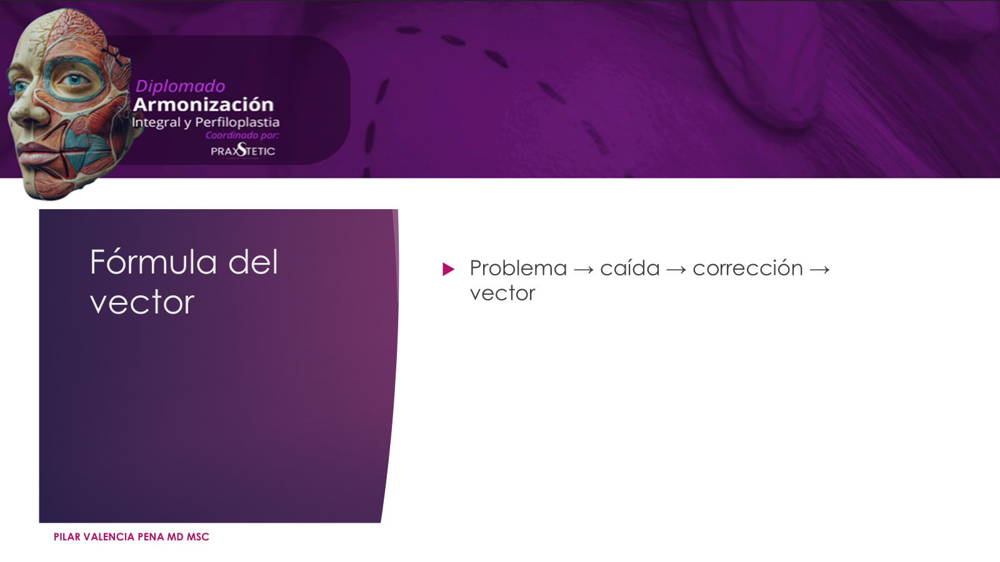 Diplomado
Armonización
Integral y Perfiloplastia
Coordinado por:
PRAXSTETIC
Fórmula del
vector
Problema → caída → corrección →
vector
PILAR VALENCIA PENA MD MSC